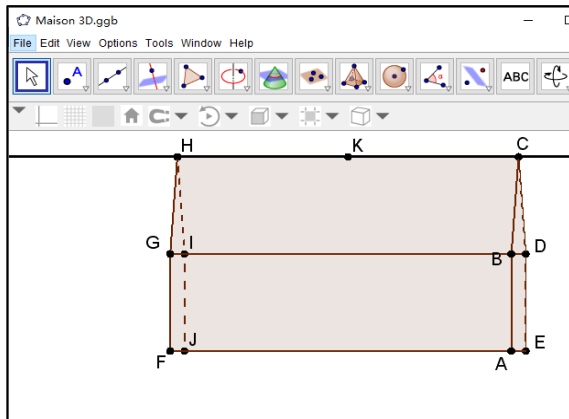 Maison 3D.ggb
File Edit View Options Tools Window Help
A α ABC
H K C
G I B D
F J A E